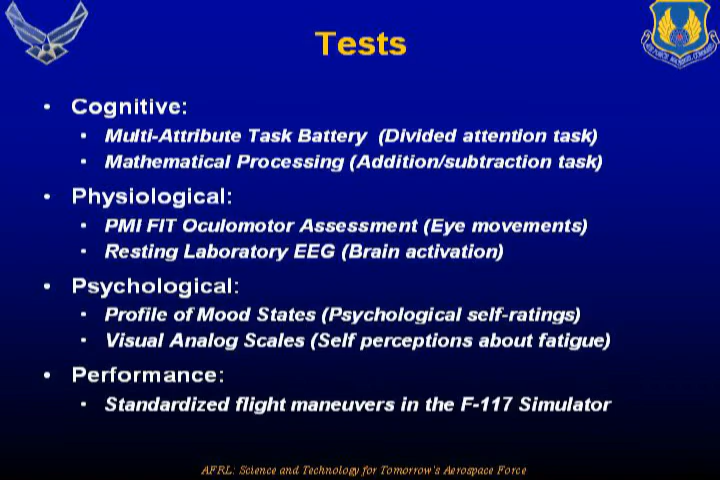 Tests
• Cognitive:
• Multi-Attribute Task Battery (Divided attention task)
• Mathematical Processing (Addition/subtraction task)
• Physiological:
• PMI FIT Oculomotor Assessment (Eye movements)
• Resting Laboratory EEG (Brain activation)
• Psychological:
• Profile of Mood States (Psychological self-ratings)
• Visual Analog Scales (Self perceptions about fatigue)
• Performance:
• Standardized flight maneuvers in the F-117 Simulator
AFRL: Science and Technology for Tomorrow's Aerospace Force